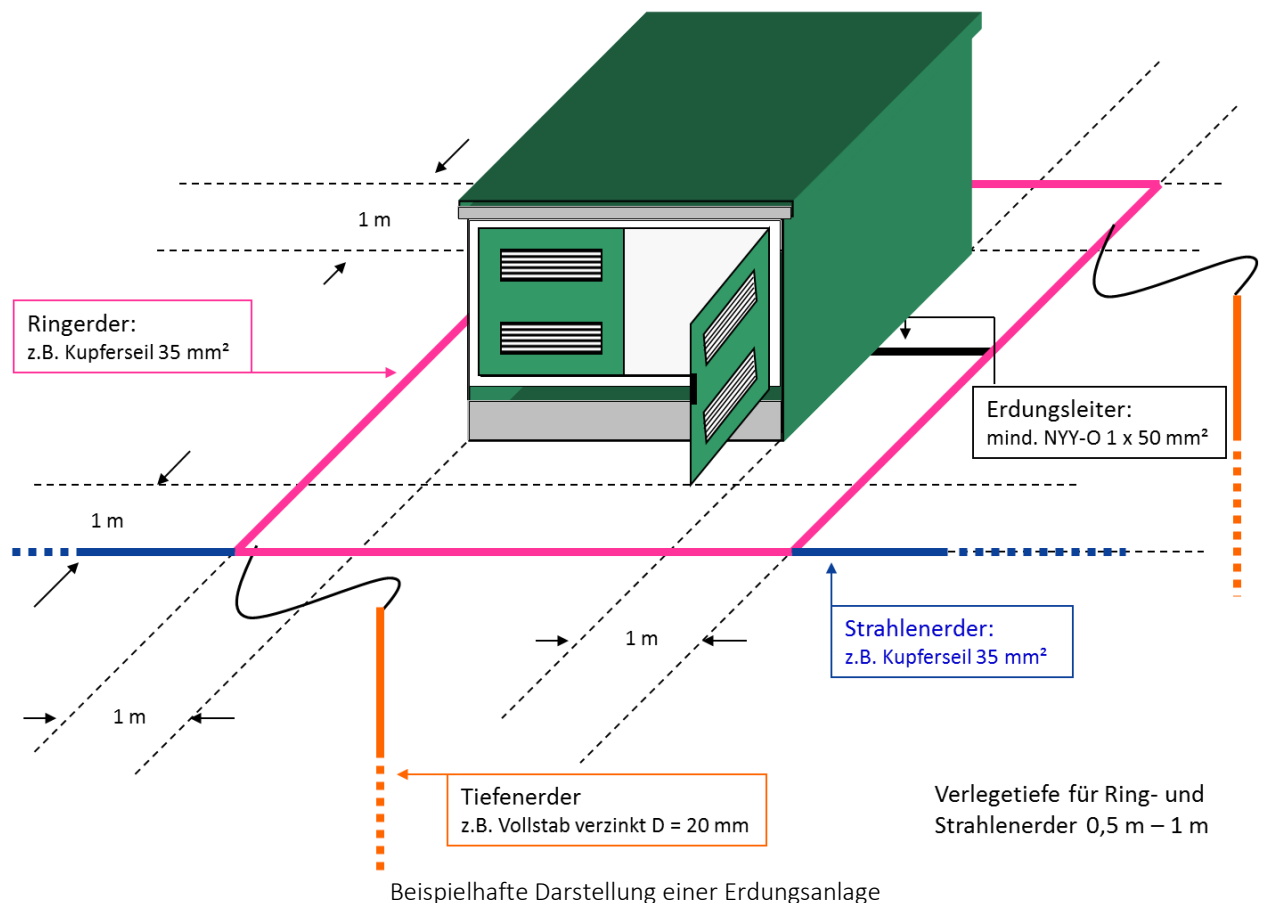 1 m
Ringerder:
z.B. Kupferseil 35 mm²
Erdungsleiter:
mind. NYY-O 1 x 50 mm²
1 m
Strahlenerder:
z.B. Kupferseil 35 mm²
1 m
1 m
Tiefenerder
z.B. Vollstab verzinkt D = 20 mm
Verlegetiefe für Ring- und
Strahlenerder 0,5 m – 1 m
Beispielhafte Darstellung einer Erdungsanlage